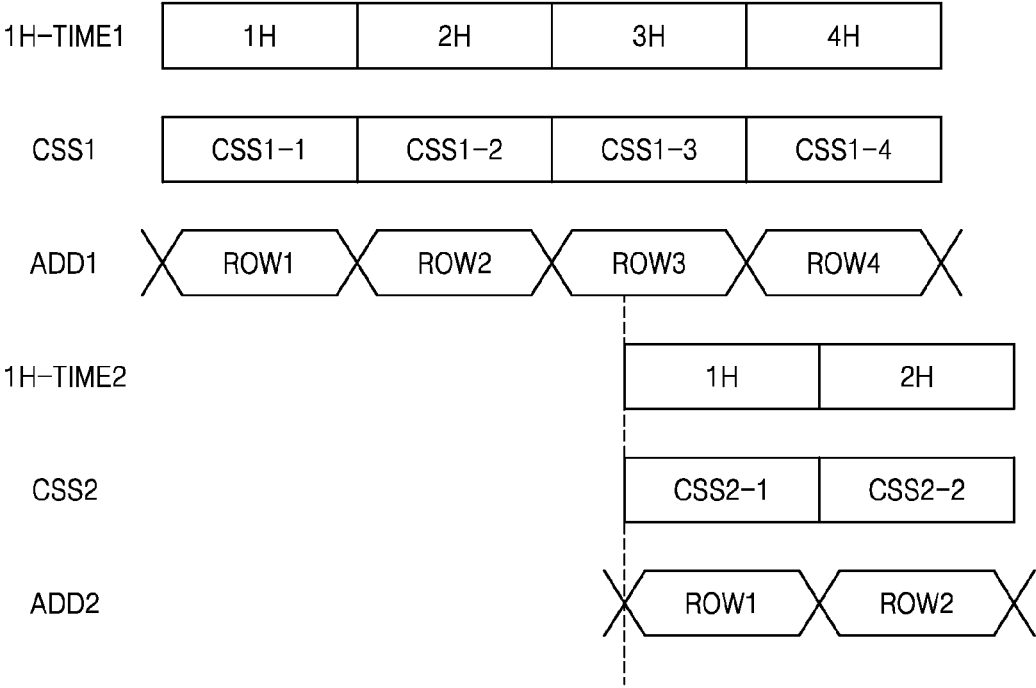 1H-TIME1 1H 2H 3H 4H
CSS1 CSS1-1 CSS1-2 CSS1-3 CSS1-4
ADD1 ROW1 ROW2 ROW3 ROW4
1H-TIME2 1H 2H
CSS2 CSS2-1 CSS2-2
ADD2 ROW1 ROW2